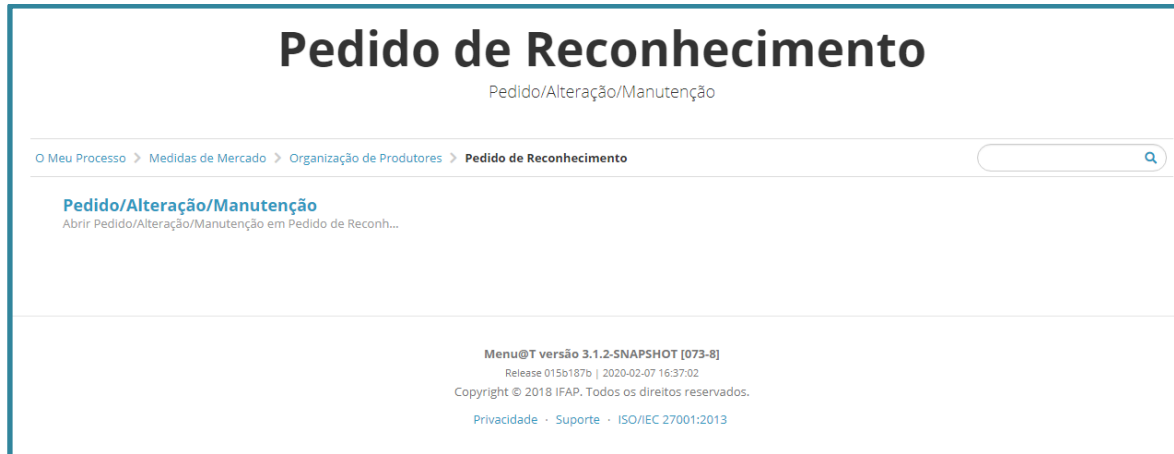 Pedido de Reconhecimento
Pedido/Alteração/Manutenção
O Meu Processo > Medidas de Mercado > Organização de Produtores > Pedido de Reconhecimento
Pedido/Alteração/Manutenção
Abrir Pedido/Alteração/Manutenção em Pedido de Reconh...
Menu@T versão 3.1.2-SNAPSHOT [073-8]
Release 015b187b | 2020-02-07 16:37:02
Copyright © 2018 IFAP. Todos os direitos reservados.
Privacidade · Suporte · ISO/IEC 27001:2013